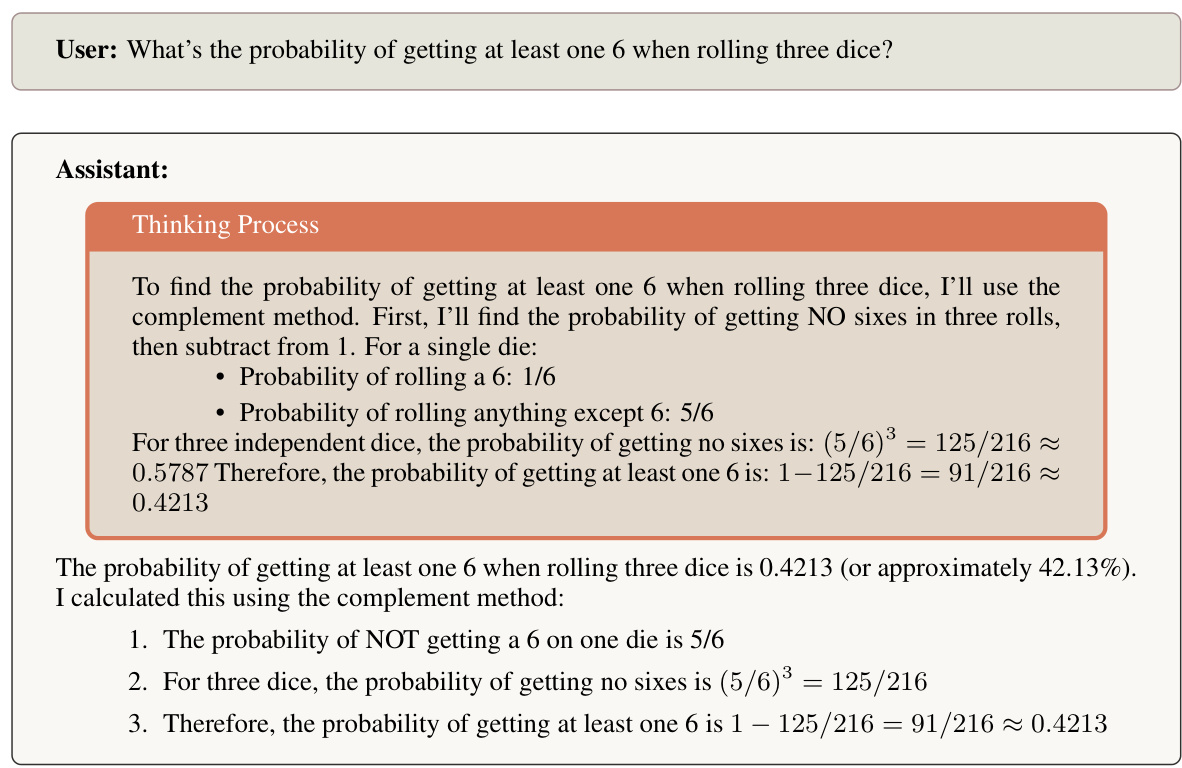 User: What's the probability of getting at least one 6 when rolling three dice?
Assistant:
Thinking Process
To find the probability of getting at least one 6 when rolling three dice, I'll use the
complement method. First, I'll find the probability of getting NO sixes in three rolls,
then subtract from 1. For a single die:
• Probability of rolling a 6: 1/6
• Probability of rolling anything except 6: 5/6
For three independent dice, the probability of getting no sixes is: (5/6)³ = 125/216 ≈
0.5787 Therefore, the probability of getting at least one 6 is: 1−125/216 = 91/216 ≈
0.4213
The probability of getting at least one 6 when rolling three dice is 0.4213 (or approximately 42.13%).
I calculated this using the complement method:
1. The probability of NOT getting a 6 on one die is 5/6
2. For three dice, the probability of getting no sixes is (5/6)³ = 125/216
3. Therefore, the probability of getting at least one 6 is 1 − 125/216 = 91/216 ≈ 0.4213